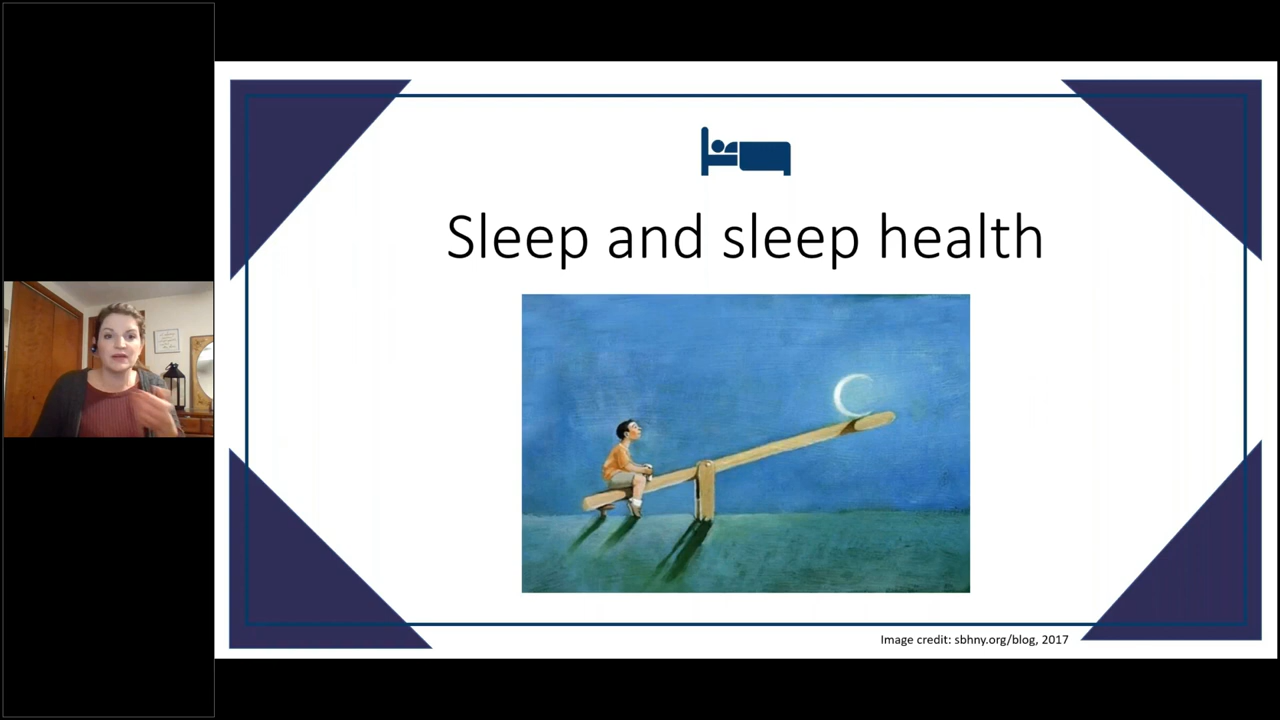 Sleep and sleep health
Image credit: sbhny.org/blog, 2017